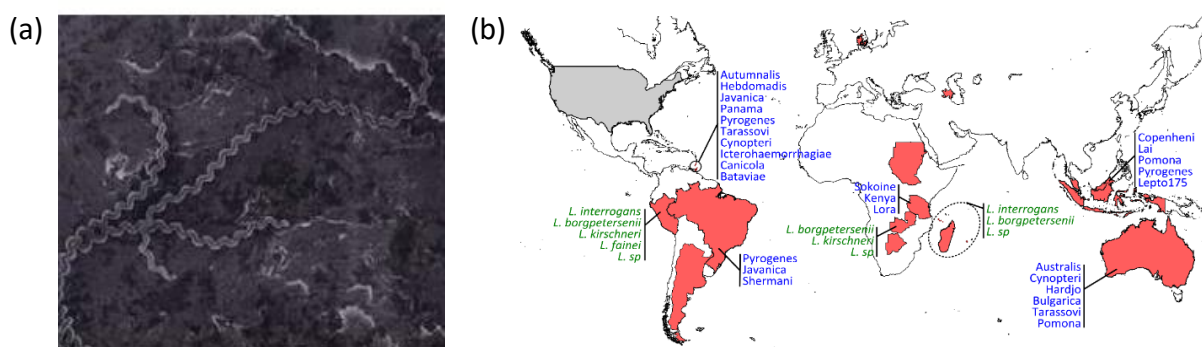 (a)
(b)
Autumnalis
Hebdomadis
Javanica
Panama
Pyrogenes
Tarassovi
Cynopteri
Icterohaemorrhagiae
Canicola
Bataviae
L. interrogans
L. borgpetersenii
L. kirschneri
L. fainei
L. sp
Pyrogenes
Javanica
Shermani
Sokoine
Kenya
Lora
L. borgpetersenii
L. kirschneri
L. sp
L. interrogans
L. borgpetersenii
L. sp
Copenheni
Lai
Pomona
Pyrogenes
Lepto175
Australis
Cynopteri
Hardjo
Bulgarica
Tarassovi
Pomona